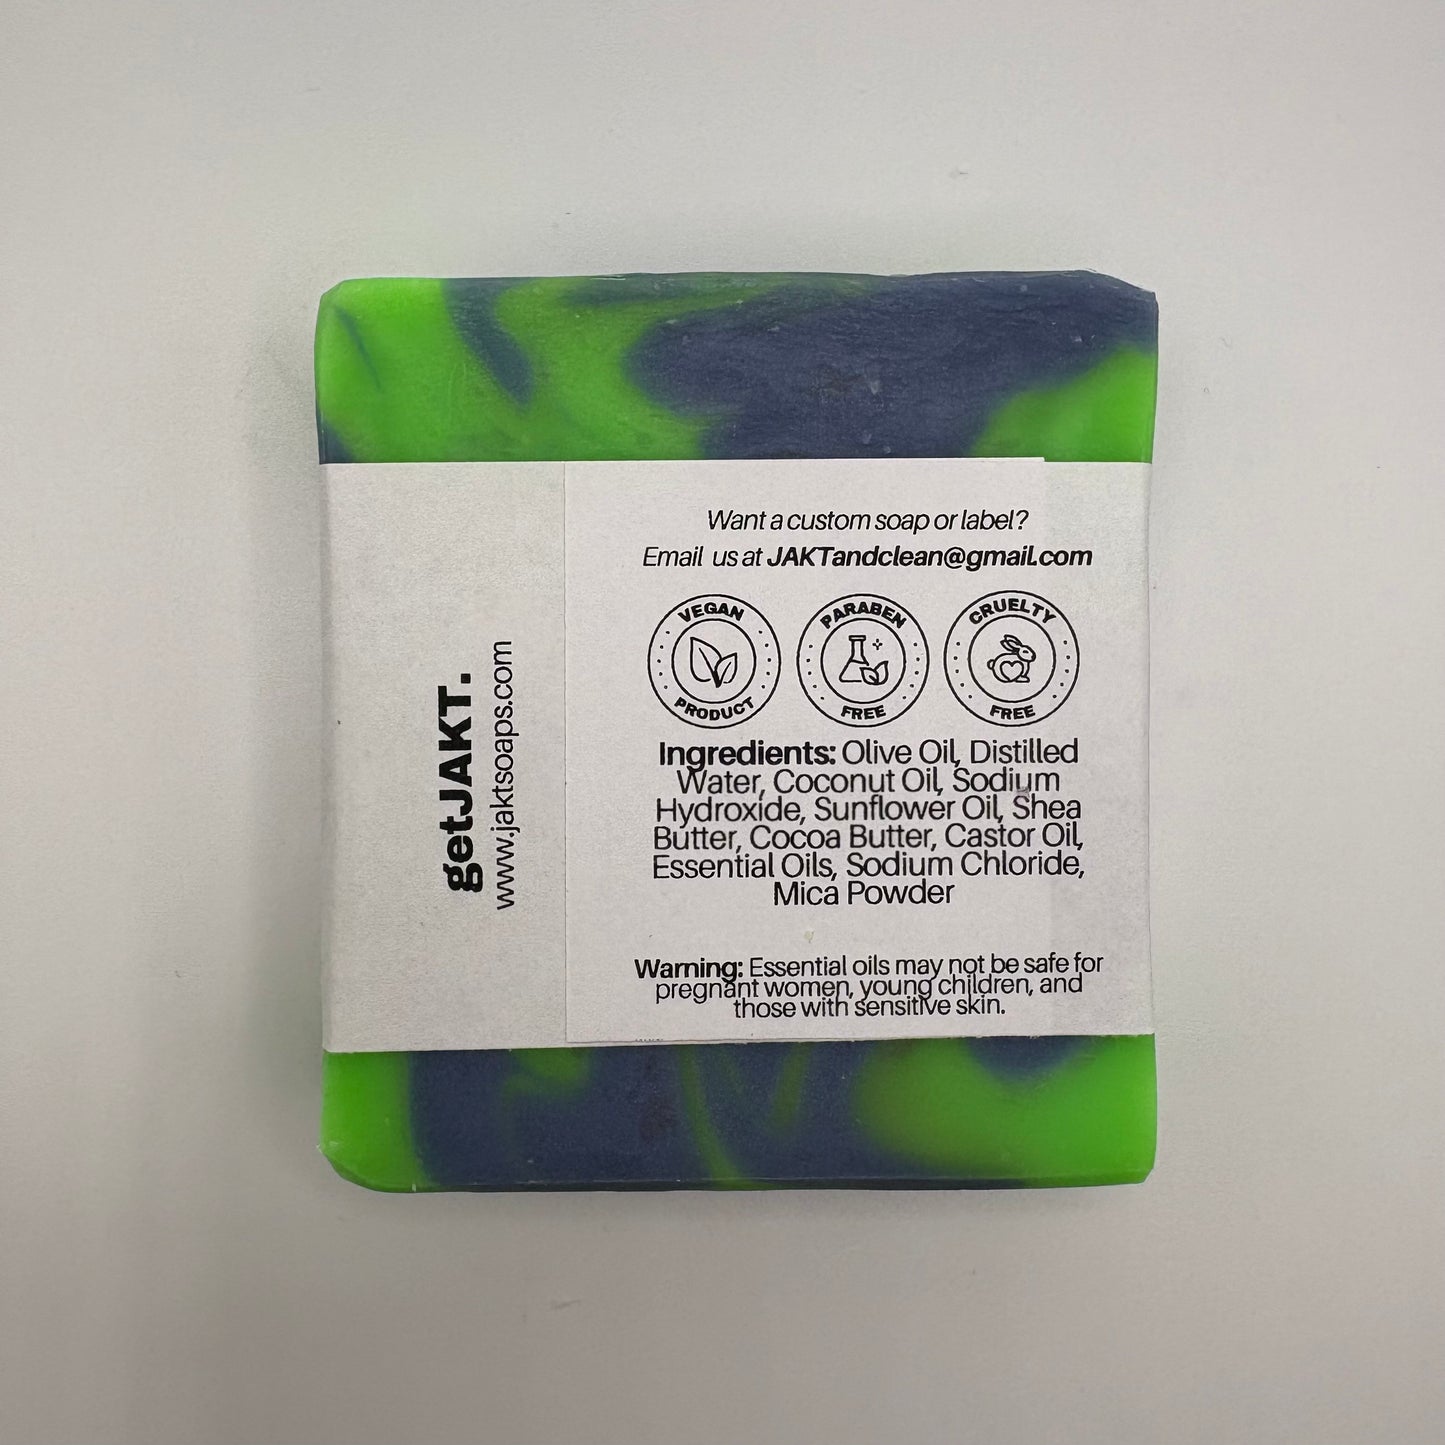 Want a custom soap or label?
Email us at JAKTandclean@gmail.com
VEGAN PRODUCT
PARABEN FREE
CRUELTY FREE
Ingredients: Olive Oil, Distilled
Water, Coconut Oil, Sodium
Hydroxide, Sunflower Oil, Shea
Butter, Cocoa Butter, Castor Oil,
Essential Oils, Sodium Chloride,
Mica Powder
Warning: Essential oils may not be safe for
pregnant women, young children, and
those with sensitive skin.
getJAKT.
www.jaktsoaps.com